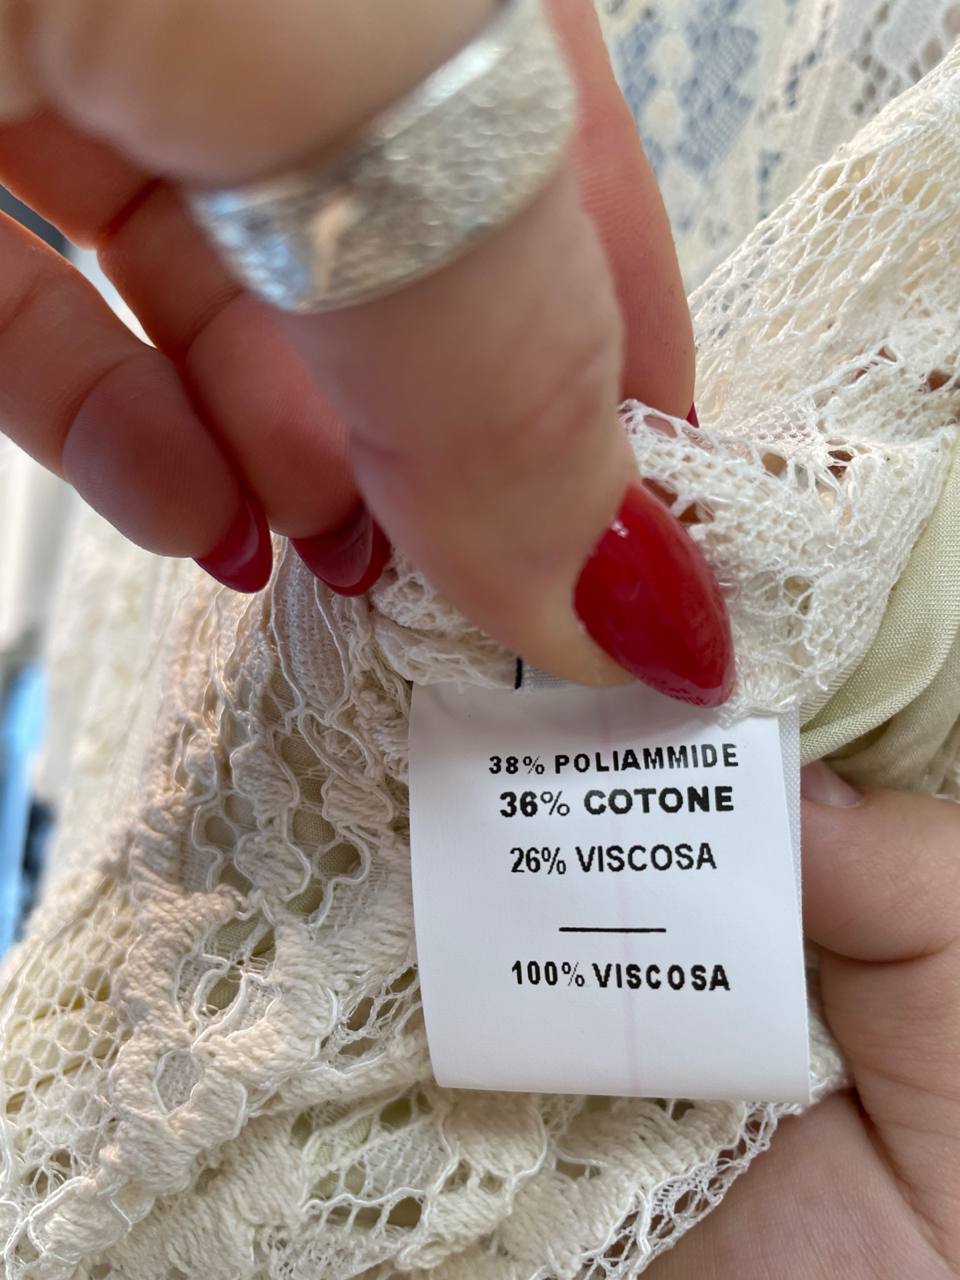 38% POLIAMMIDE
36% COTONE
26% VISCOSA
100% VISCOSA